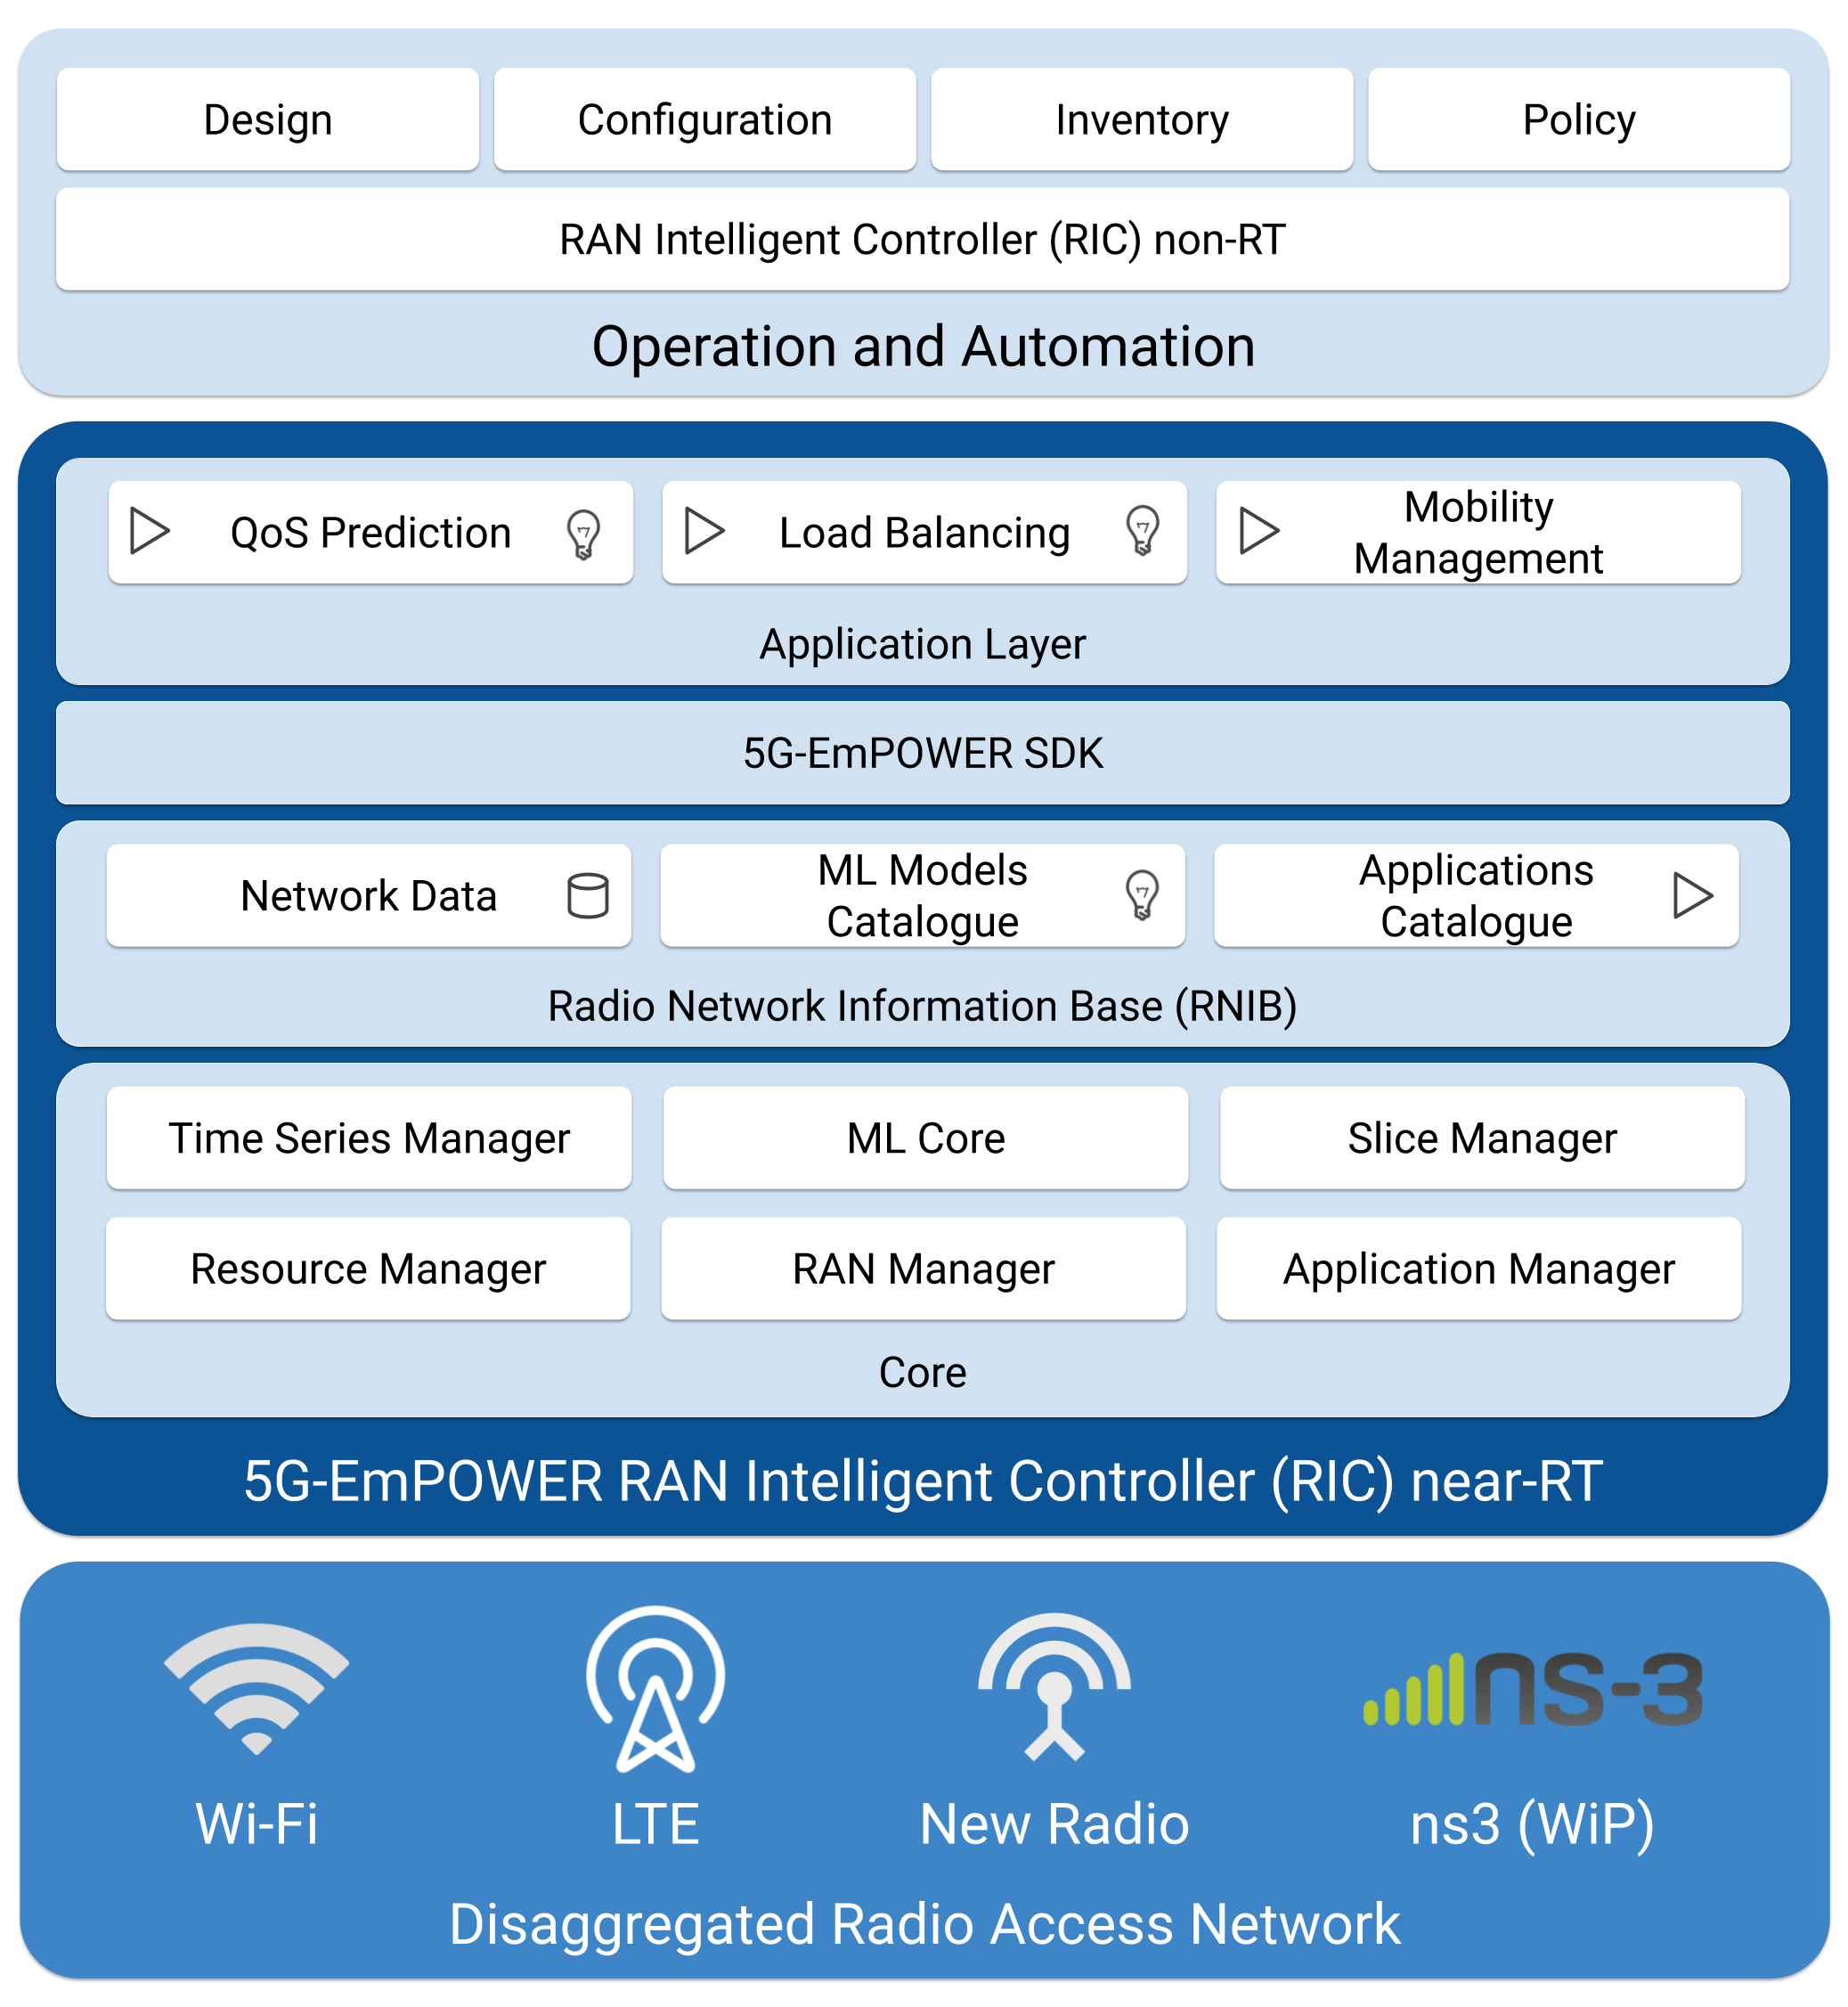 Design
Configuration
Inventory
Policy
RAN Intelligent Controller (RIC) non-RT
Operation and Automation
QoS Prediction
Load Balancing
Mobility
Management
Application Layer
5G-EmPOWER SDK
Network Data
ML Models
Catalogue
Applications
Catalogue
Radio Network Information Base (RNIB)
Time Series Manager
ML Core
Slice Manager
Resource Manager
RAN Manager
Application Manager
Core
5G-EmPOWER RAN Intelligent Controller (RIC) near-RT
ns-3
Wi-Fi
LTE
New Radio
ns3 (WiP)
Disaggregated Radio Access Network